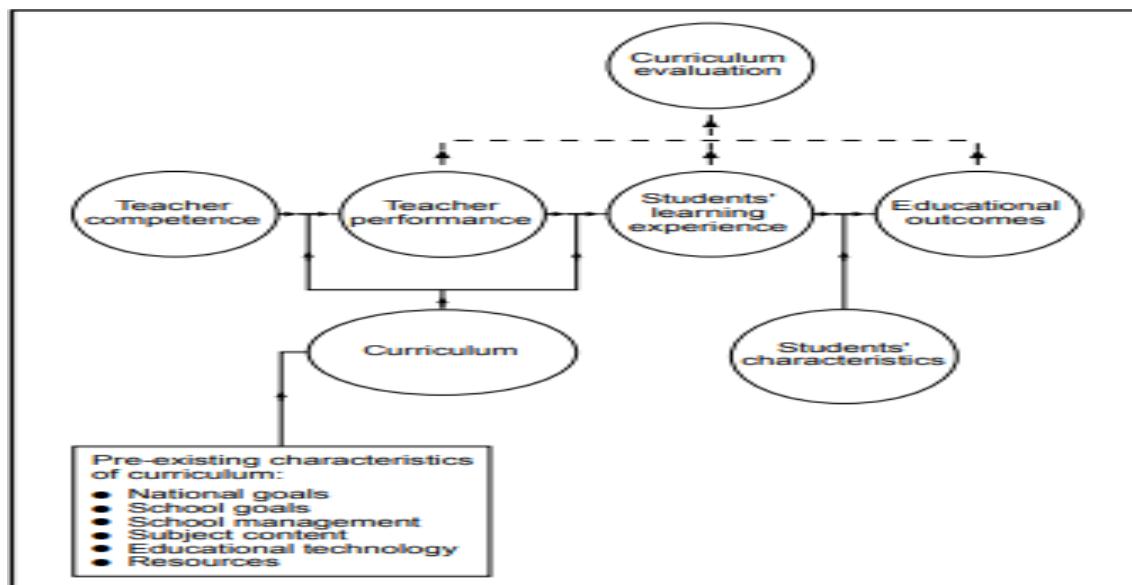 Curriculum
evaluation
Teacher
competence
Teacher
performance
Students'
learning
experience
Educational
outcomes
Curriculum
Students'
characteristics
Pre-existing characteristics
of curriculum:
● National goals
● School goals
● School management
● Subject content
● Educational technology
● Resources